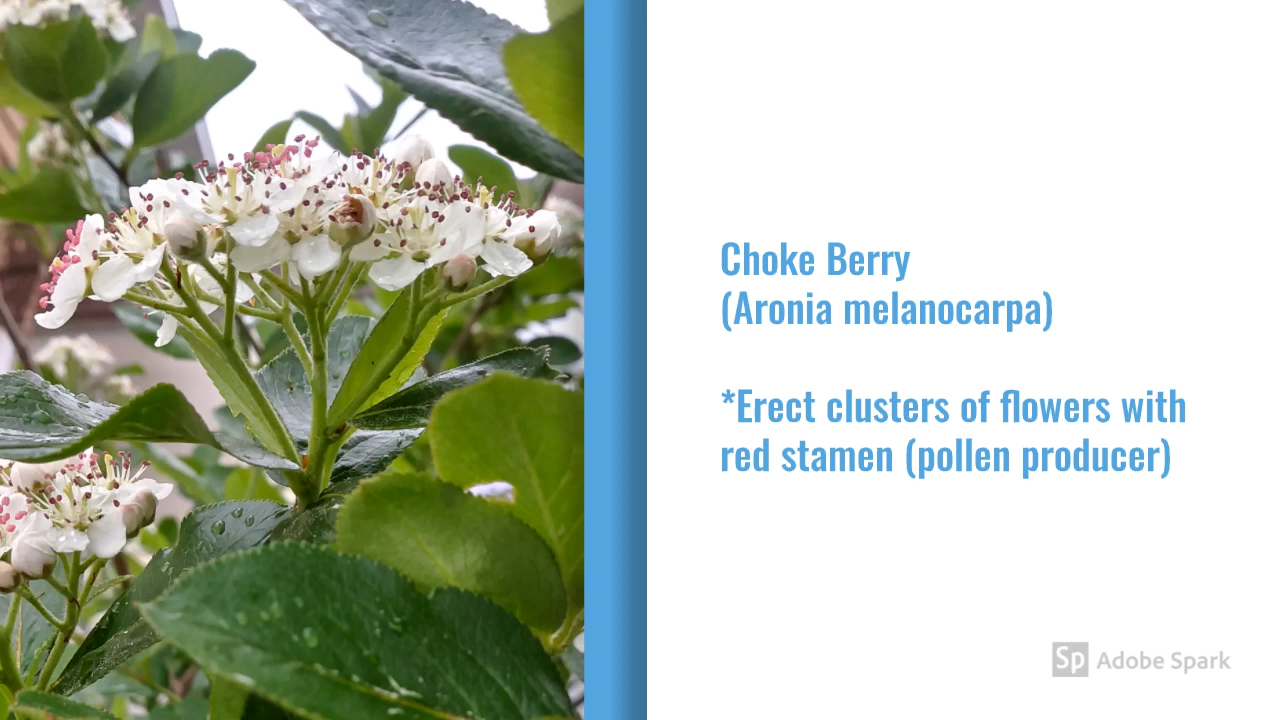 Choke Berry
(Aronia melanocarpa)
*Erect clusters of flowers with
red stamen (pollen producer)
Sp Adobe Spark